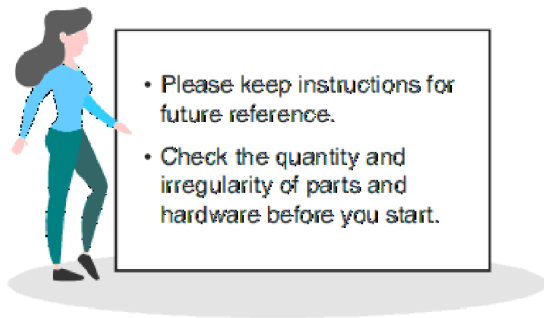 • Please keep instructions for
future reference.
• Check the quantity and
irregularity of parts and
hardware before you start.